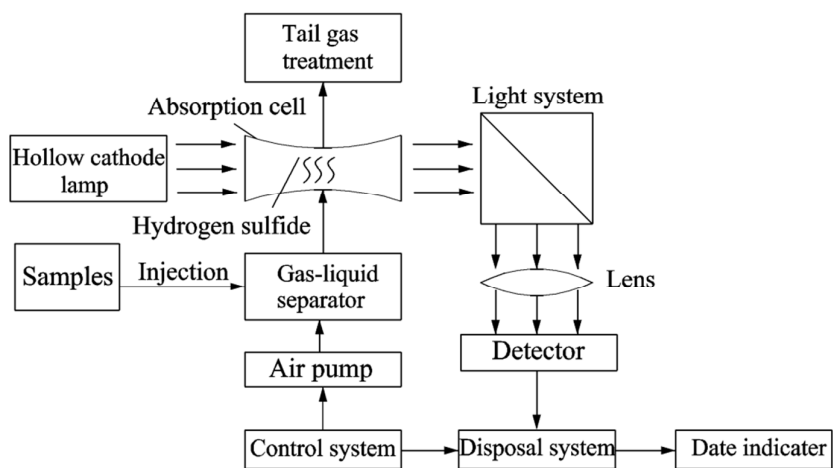 Tail gas
treatment
Absorption cell
Light system
Hollow cathode
lamp
Hydrogen sulfide
Samples
Injection
Gas-liquid
separator
Lens
Air pump
Detector
Control system
Disposal system
Date indicater